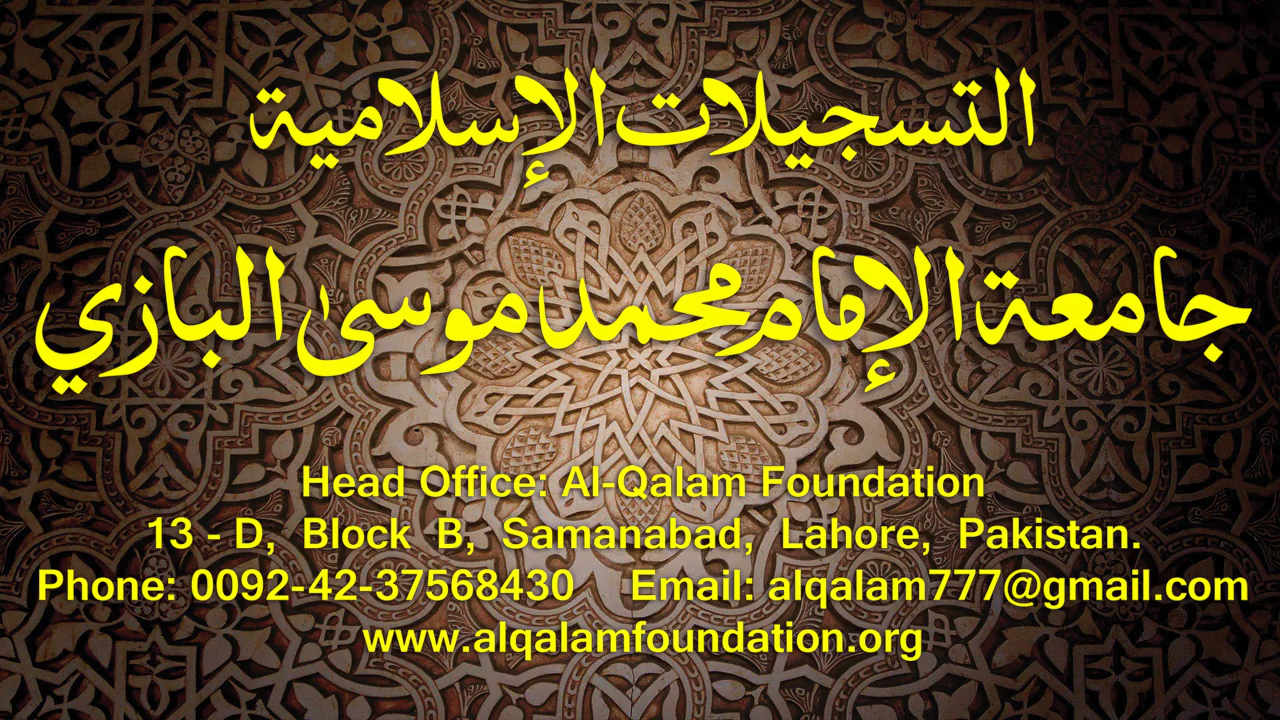 التسجيلات الإسلامية
جامعة الإمام محمد موسى البازي
Head Office: Al-Qalam Foundation
13 - D, Block B, Samanabad, Lahore, Pakistan.
Phone: 0092-42-37568430 Email: alqalam777@gmail.com
www.alqalamfoundation.org